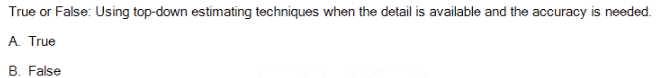 True or False: Using top-down estimating techniques when the detail is available and the accuracy is needed.
A. True
B. False